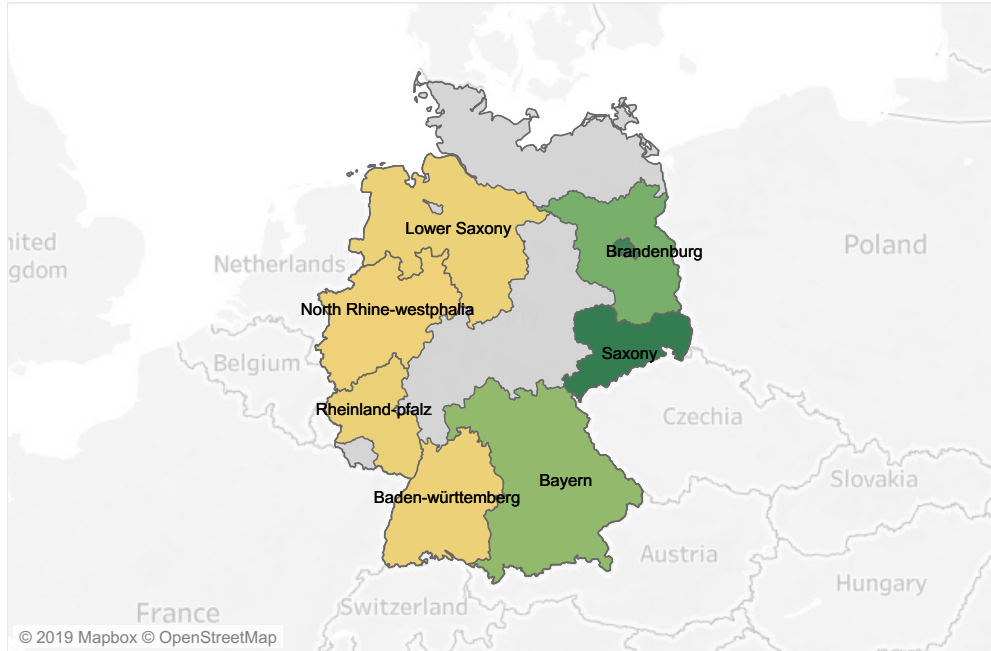 nited
gdom
Netherlands
Poland
Belgium
Lower Saxony
Brandenburg
North Rhine-westphalia
Saxony
Rheinland-pfalz
Czechia
Bayern
Slovakia
Baden-württemberg
Austria
Hungary
France
Switzerland
© 2019 Mapbox © OpenStreetMap